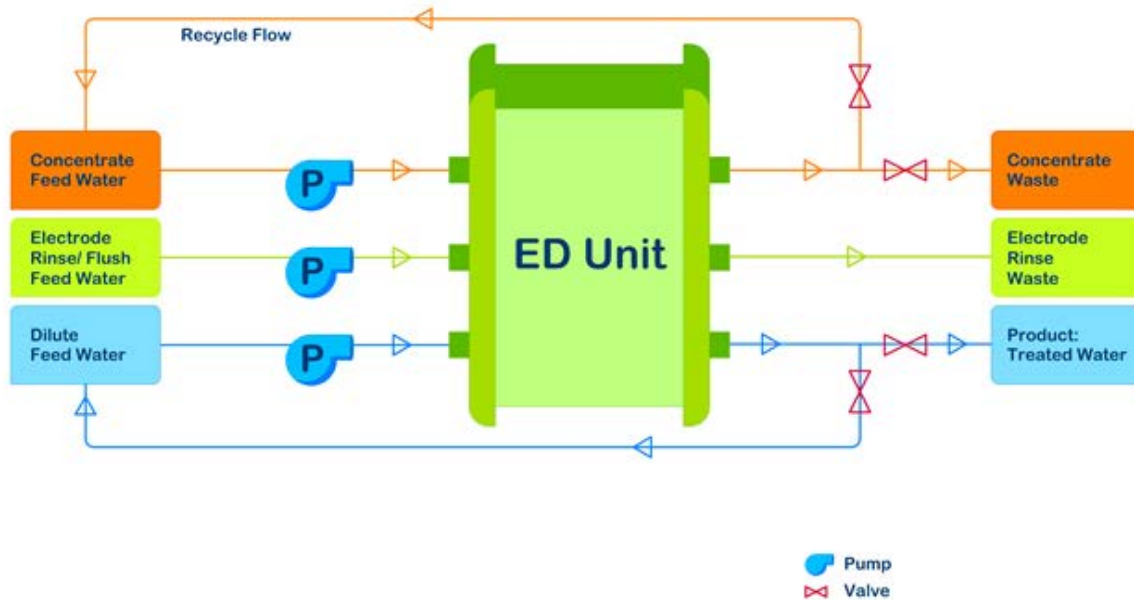 Recycle Flow
Concentrate
Feed Water
P
Concentrate
Waste
Electrode
Rinse/ Flush
Feed Water
P
ED Unit
Electrode
Rinse
Waste
Dilute
Feed Water
P
Product:
Treated Water
Pump
Valve